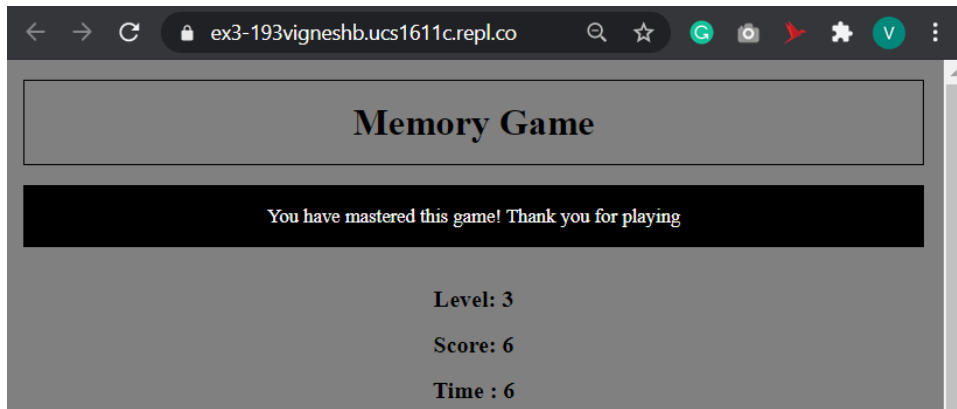 ex3-193vigneshb.ucs1611c.repl.co
G
V
Memory Game
You have mastered this game! Thank you for playing
Level: 3
Score: 6
Time : 6